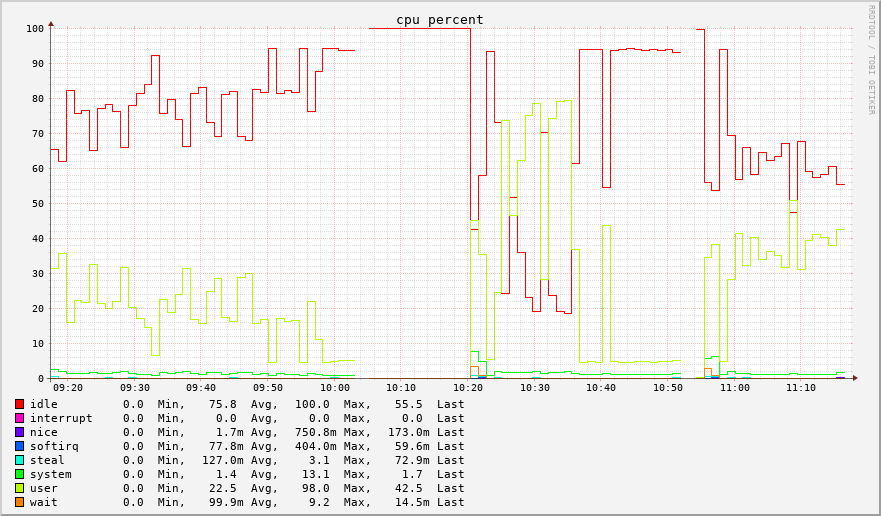 cpu percent
RRDTOOL / TOBI OETIKER
100
90
80
70
60
50
40
30
20
10
0
09:20 09:30 09:40 09:50 10:00 10:10 10:20 10:30 10:40 10:50 11:00 11:10
idle 0.0 Min, 75.8 Avg, 100.0 Max, 55.5 Last
interrupt 0.0 Min, 0.0 Avg, 0.0 Max, 0.0 Last
nice 0.0 Min, 1.7m Avg, 750.8m Max, 173.0m Last
softirq 0.0 Min, 77.8m Avg, 404.0m Max, 59.6m Last
steal 0.0 Min, 127.0m Avg, 3.1 Max, 72.9m Last
system 0.0 Min, 1.4 Avg, 13.1 Max, 1.7 Last
user 0.0 Min, 22.5 Avg, 98.0 Max, 42.5 Last
wait 0.0 Min, 99.9m Avg, 9.2 Max, 14.5m Last